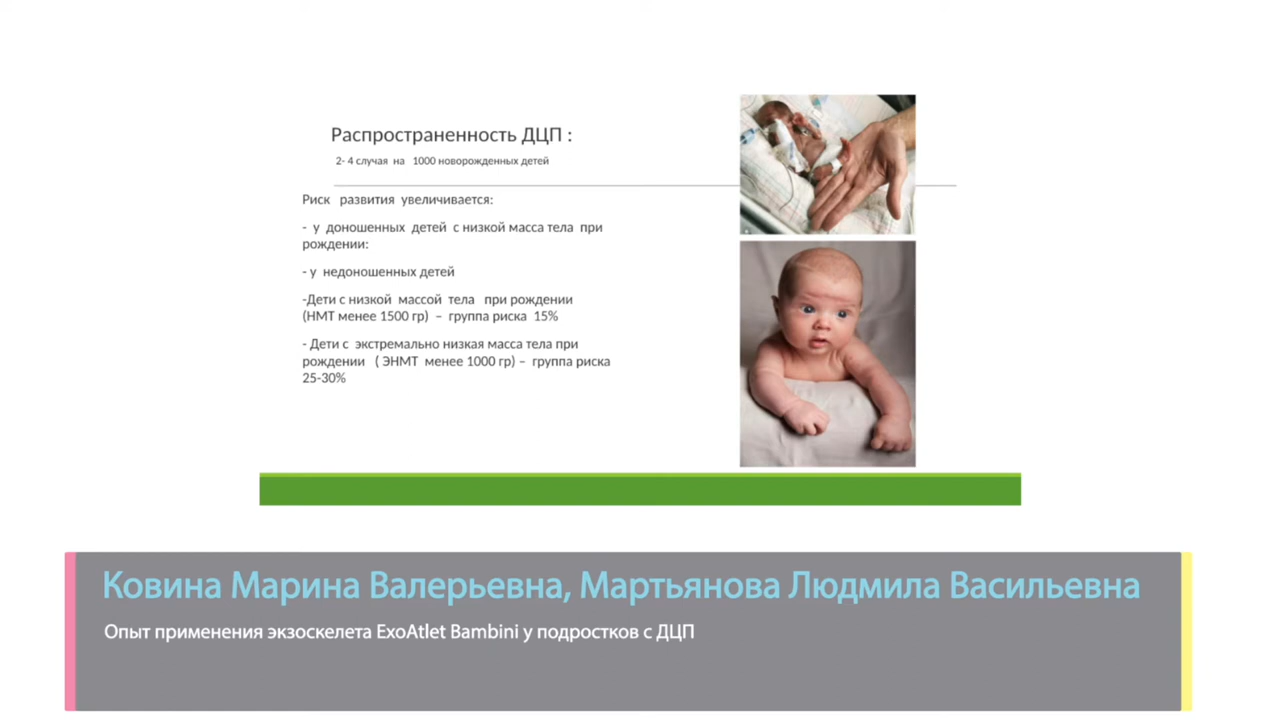 Распространенность ДЦП :
2- 4 случая на 1000 новорожденных детей
Риск развития увеличивается:
- у доношенных детей с низкой масса тела при
рождении:
- у недоношенных детей
-Дети с низкой массой тела при рождении
(НМТ менее 1500 гр) – группа риска 15%
- Дети с экстремально низкая масса тела при
рождении ( ЭНМТ менее 1000 гр) – группа риска
25-30%
Ковина Марина Валерьевна, Мартьянова Людмила Васильевна
Опыт применения экзоскелета ExoAtlet Bambini у подростков с ДЦП